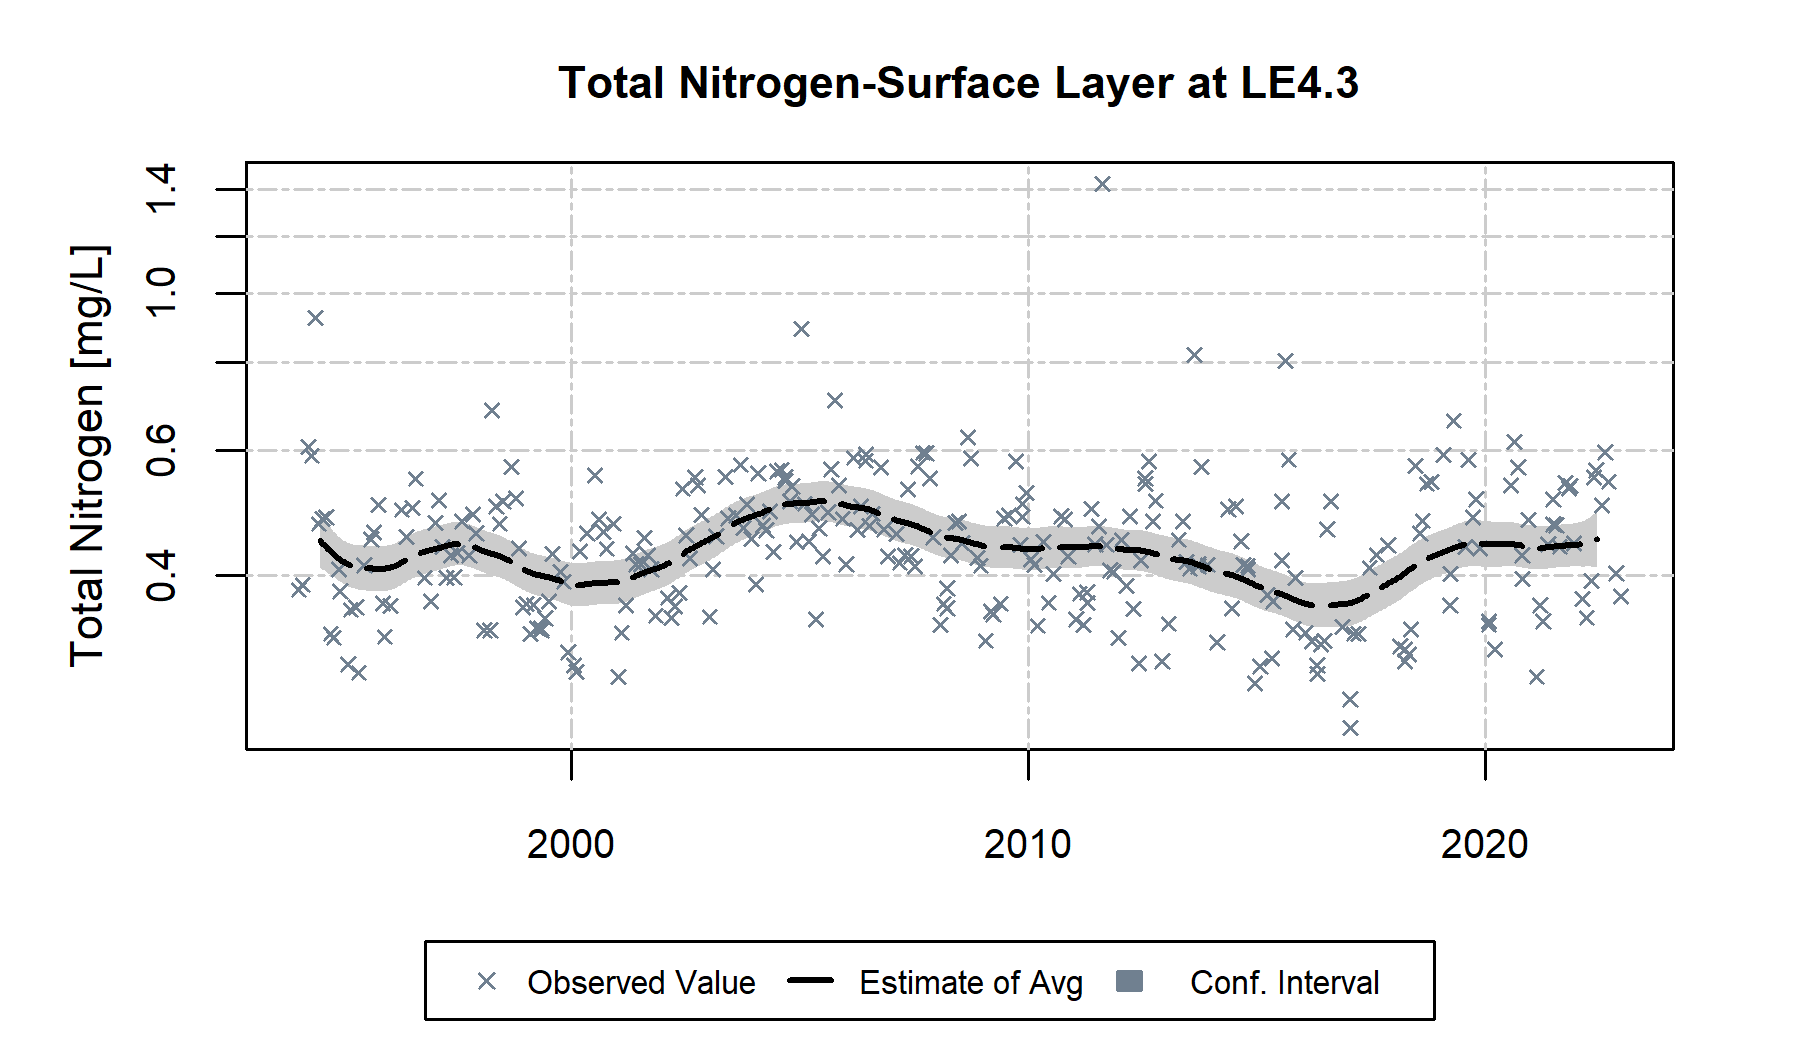 Total Nitrogen-Surface Layer at LE4.3
Total Nitrogen [mg/L]
1.4
1.0
0.6
0.4
2000 2010 2020
Observed Value Estimate of Avg Conf. Interval